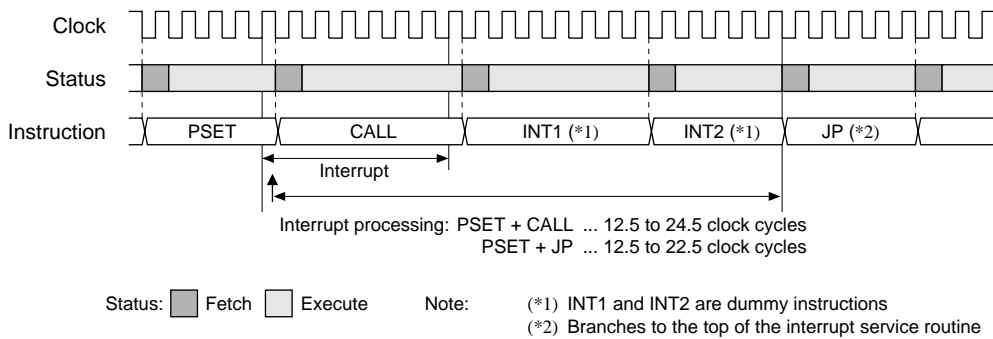 Clock
Status
Instruction PSET CALL INT1 (*1) INT2 (*1) JP (*2)
Interrupt
Interrupt processing: PSET + CALL ... 12.5 to 24.5 clock cycles
PSET + JP ... 12.5 to 22.5 clock cycles
Status: Fetch Execute Note: (*1) INT1 and INT2 are dummy instructions
(*2) Branches to the top of the interrupt service routine